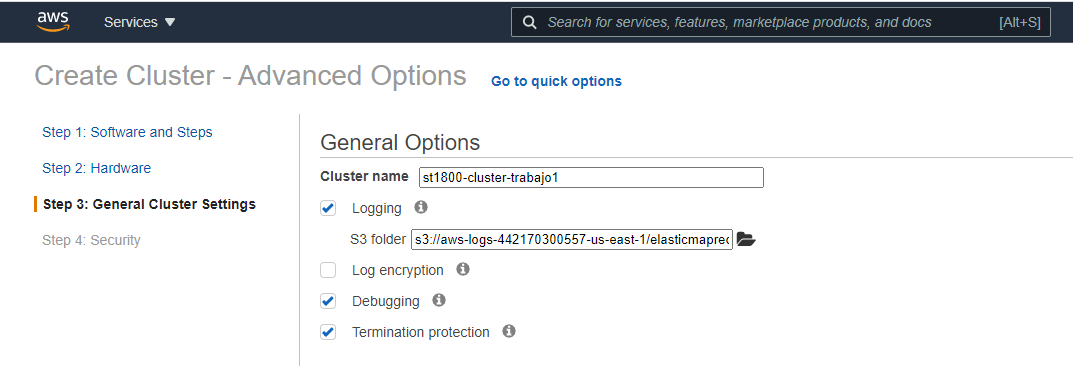 aws
Services
Search for services, features, marketplace products, and docs [Alt+S]
Create Cluster - Advanced Options Go to quick options
Step 1: Software and Steps
Step 2: Hardware
Step 3: General Cluster Settings
Step 4: Security
General Options
Cluster name st1800-cluster-trabajo1
Logging
S3 folder s3://aws-logs-442170300557-us-east-1/elasticmaprec
Log encryption
Debugging
Termination protection